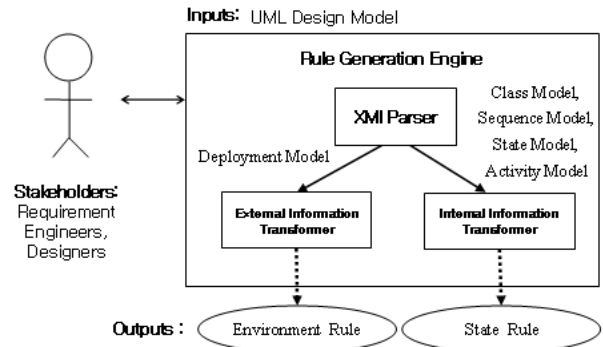 Inputs: UML Design Model
Rule Generation Engine
XMI Parser
Class Model,
Sequence Model,
State Model,
Activity Model
Deployment Model
Stakeholders:
Requirement
Engineers,
Designers
External Information
Transformer
Internal Information
Transformer
Outputs :
Environment Rule
State Rule